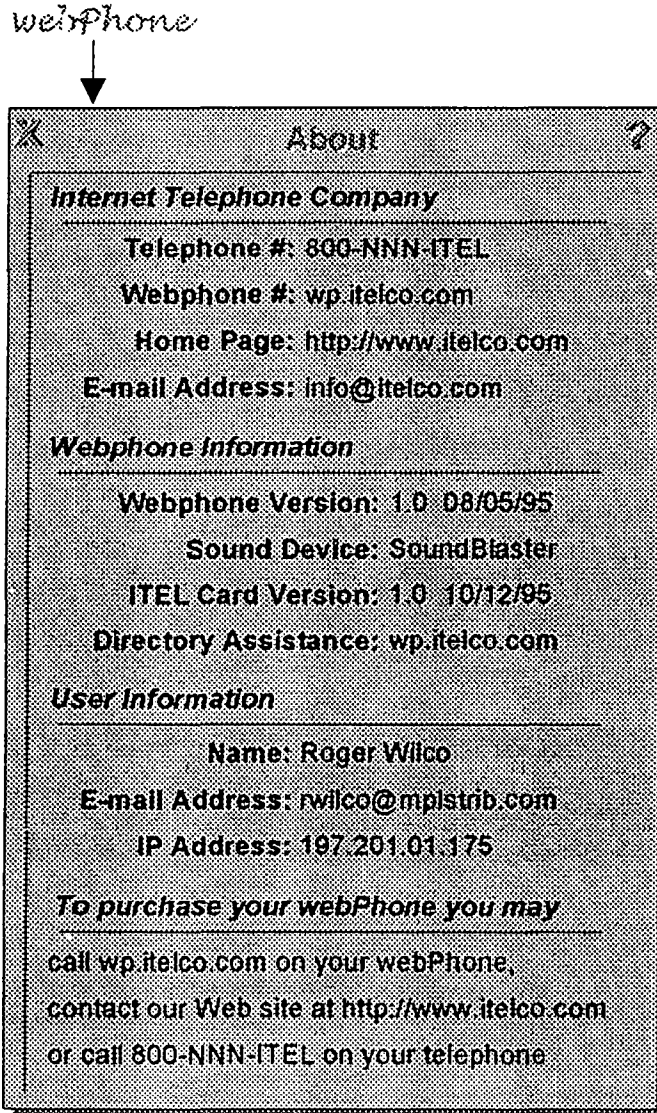 webPhone
X About ?
Internet Telephone Company
Telephone #: 800-NNN-ITEL
Webphone #: wp.itelco.com
Home Page: http://www.itelco.com
E-mail Address: info@itelco.com
Webphone Information
Webphone Version: 1.0 08/05/95
Sound Device: SoundBlaster
ITEL Card Version: 1.0 10/12/95
Directory Assistance: wp.itelco.com
User Information
Name: Roger Wilco
E-mail Address: rwilco@mpistrib.com
IP Address: 197.201.01.175
To purchase your webPhone you may
call wp.itelco.com on your webPhone,
contact our Web site at http://www.itelco.com
or call 800-NNN-ITEL on your telephone